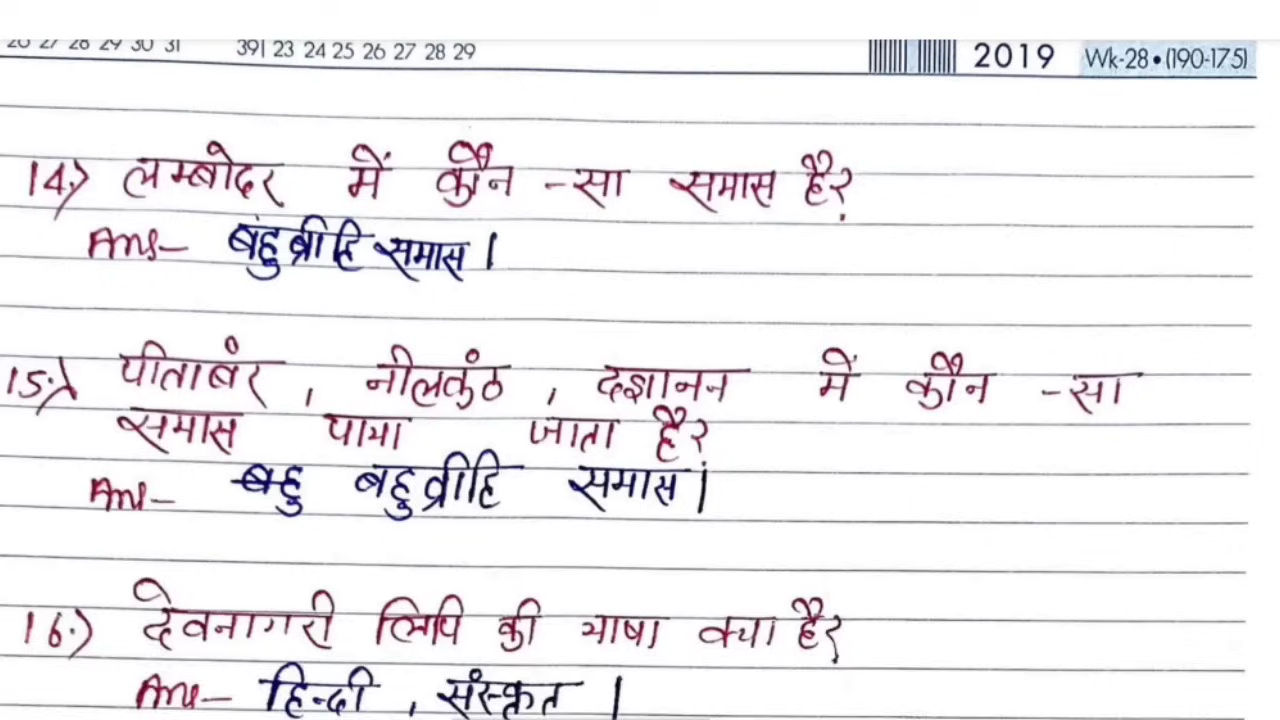 20 27 28 29 30 31 39| 23 24 25 26 27 28 29 2019 Wk-28•(190-175)
14.) लम्बोदर में कौन -सा समास है?
Ans- बहुब्रीहि समास।
15.) पीताबंर, नीलकुंठ, दशानन में कौन -सा
समास पाया जाता है?
Ans- बहु बहुव्रीहि समास।
16.) देवनागरी लिपि की भाषा क्या है?
Ans- हिन्दी, संस्कृत।